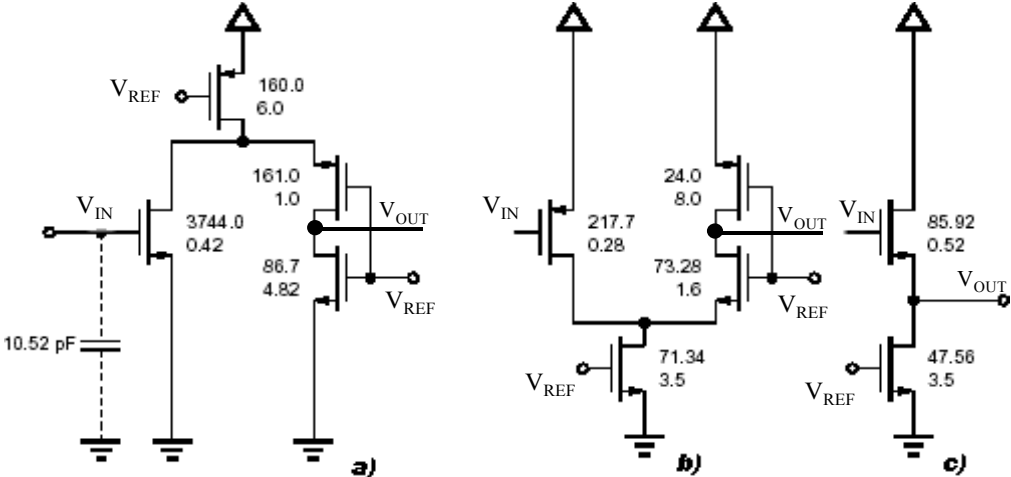 V_REF
160.0
6.0
161.0
1.0
V_IN
3744.0
0.42
V_OUT
86.7
4.82
V_REF
10.52 pF
a)
V_IN
217.7
0.28
24.0
8.0
V_OUT
73.28
1.6
V_REF
V_REF
71.34
3.5
b)
V_IN
85.92
0.52
V_OUT
V_REF
47.56
3.5
c)